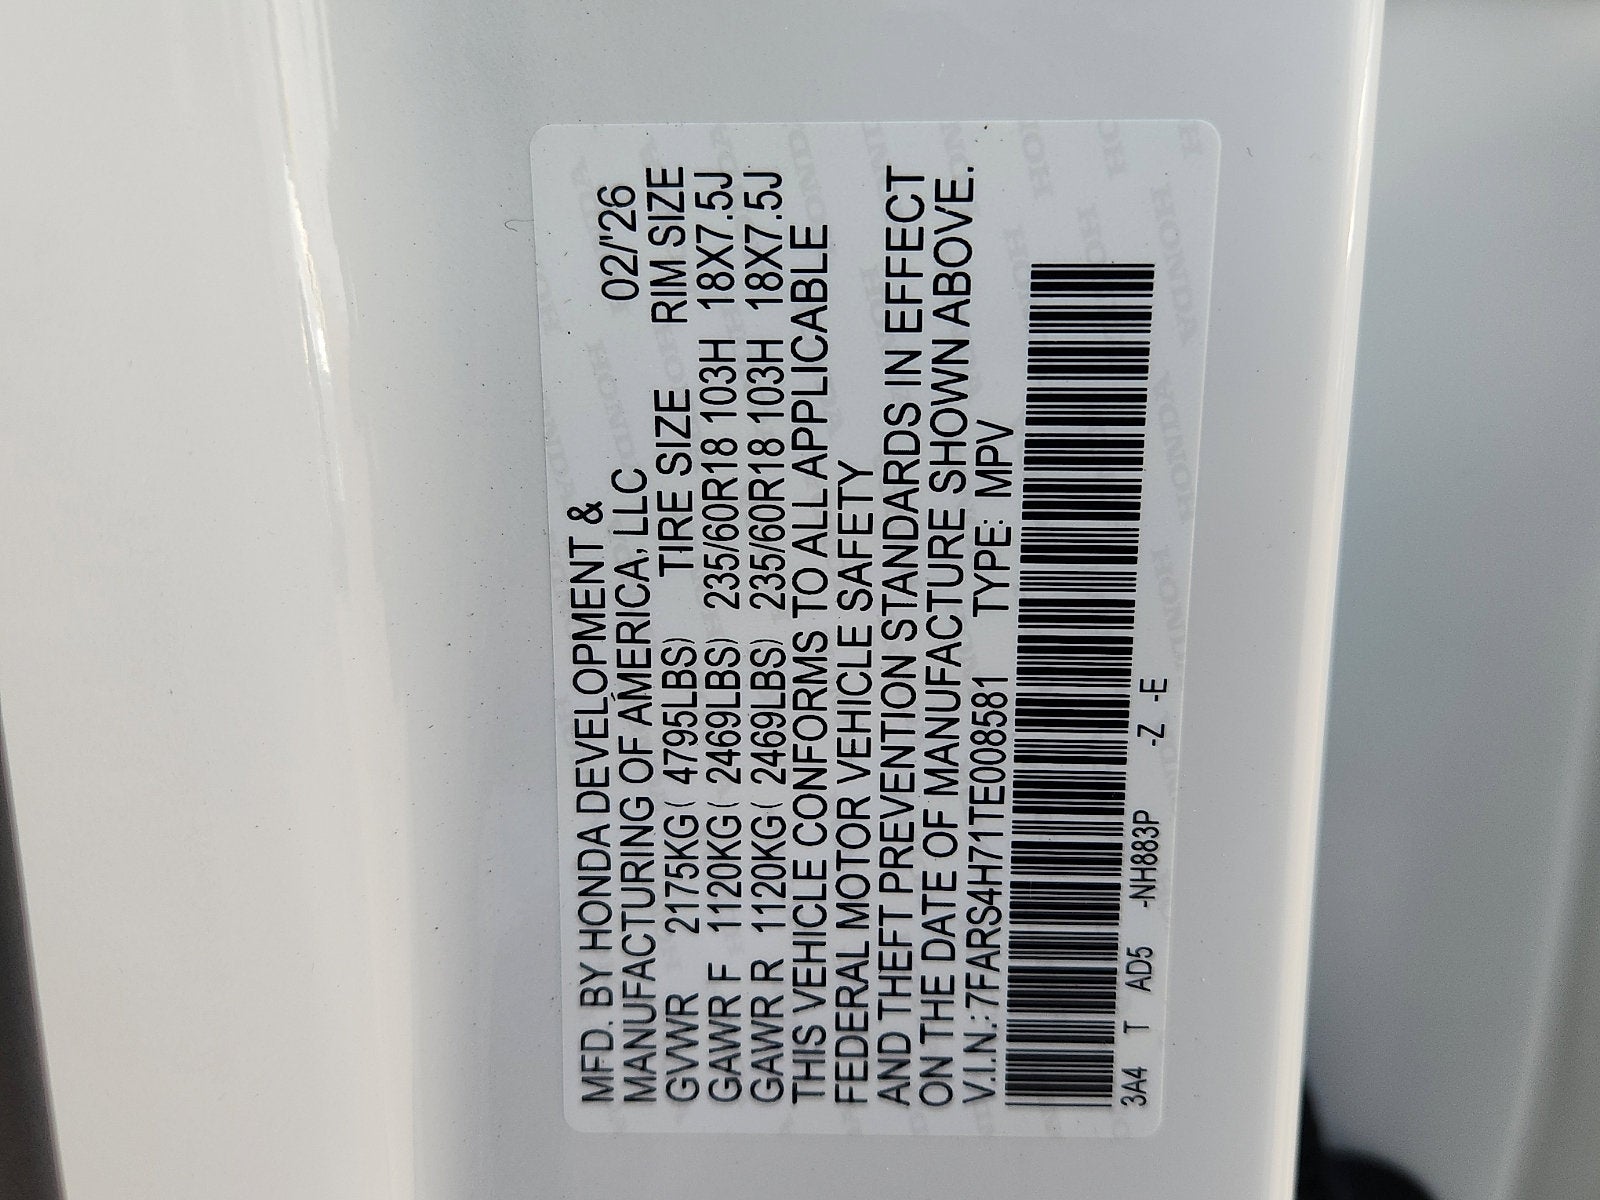 MFD. BY HONDA DEVELOPMENT &
MANUFACTURING OF AMERICA, LLC 02/'26
GVWR 2175KG( 4795LBS) TIRE SIZE RIM SIZE
GAWR F 1120KG( 2469LBS) 235/60R18 103H 18X7.5J
GAWR R 1120KG( 2469LBS) 235/60R18 103H 18X7.5J
THIS VEHICLE CONFORMS TO ALL APPLICABLE
FEDERAL MOTOR VEHICLE SAFETY
AND THEFT PREVENTION STANDARDS IN EFFECT
ON THE DATE OF MANUFACTURE SHOWN ABOVE.
V.I.N.:7FARS4H71TE008581 TYPE: MPV
3A4 T AD5 -NH883P -Z -E